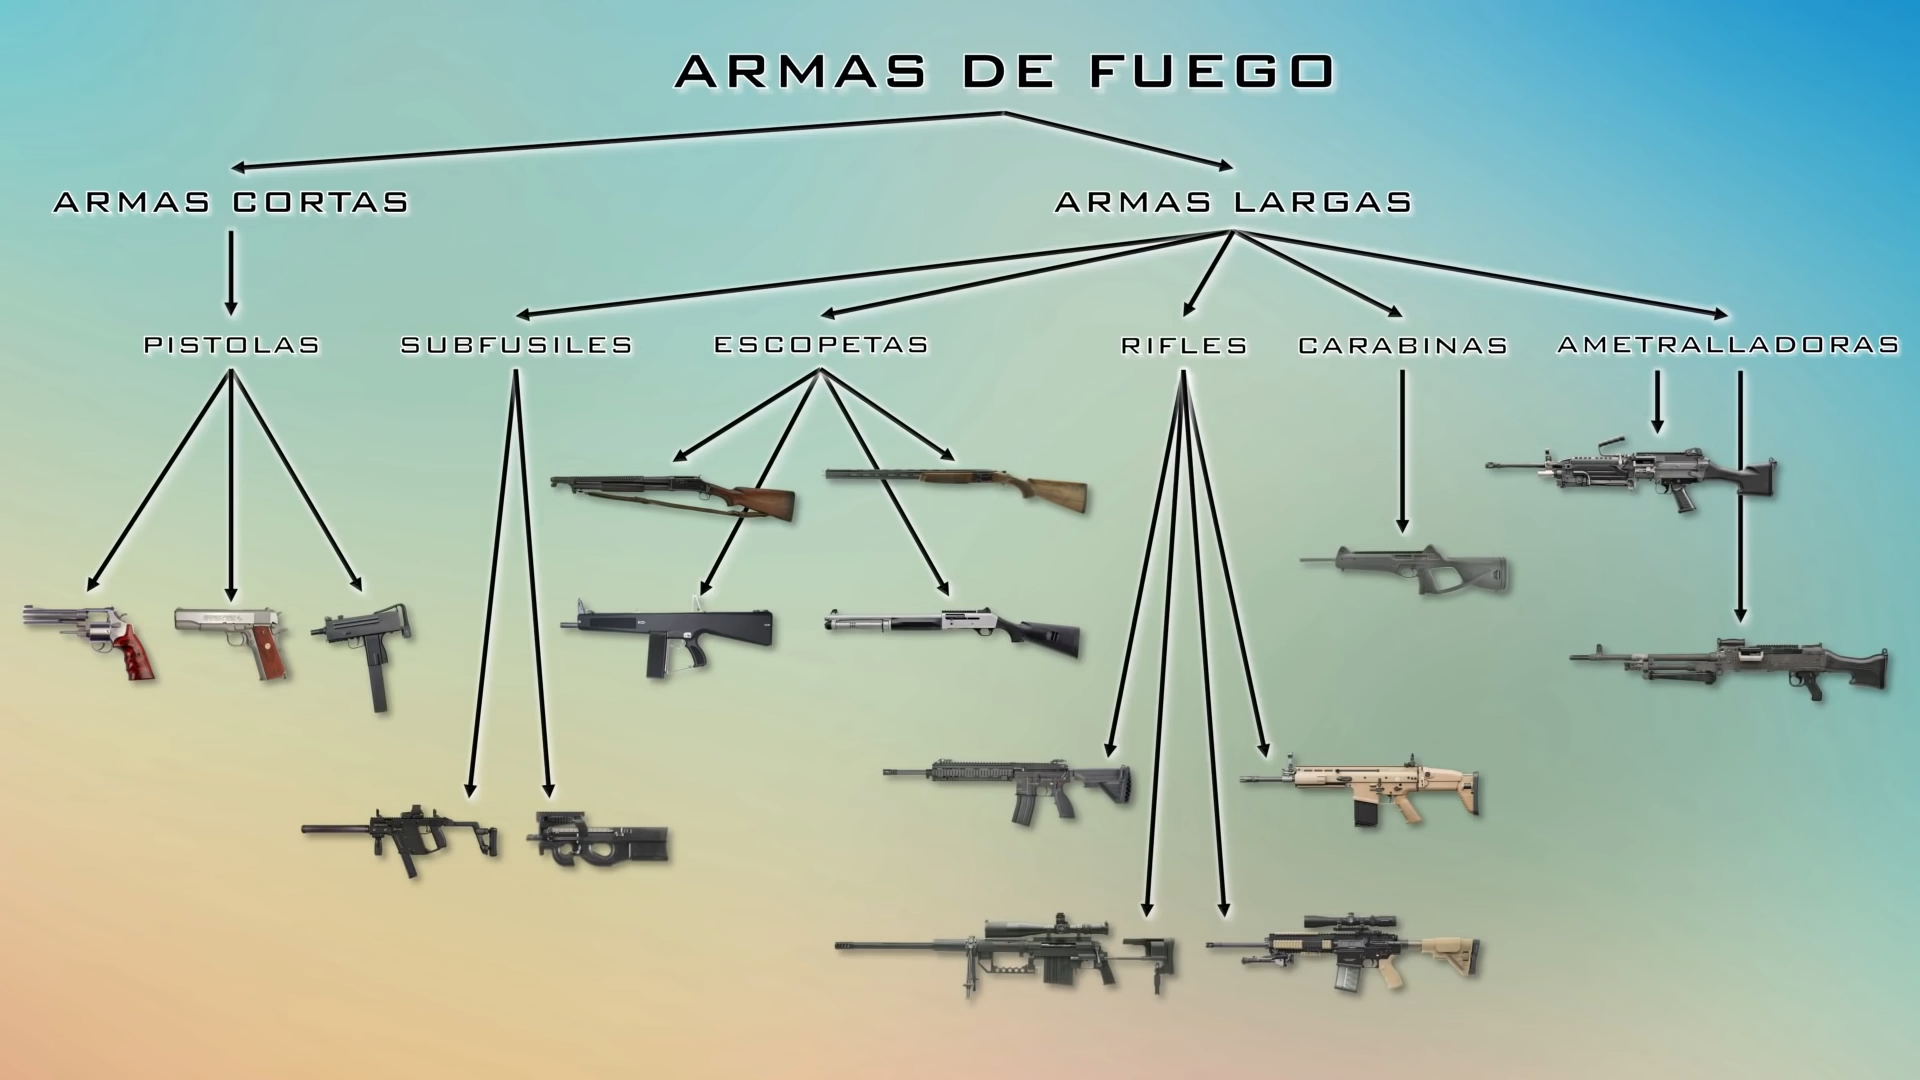 ARMAS DE FUEGO
ARMAS CORTAS
ARMAS LARGAS
PISTOLAS
SUBFUSILES
ESCOPETAS
RIFLES
CARABINAS
AMETRALLADORAS